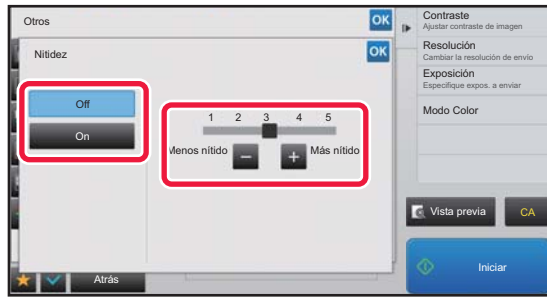 Otros
OK
Nitidez
OK
Off
On
1 2 3 4 5
Menos nítido
Más nítido
Atrás
Contraste
Ajustar contraste de imagen
Resolución
Cambiar la resolución de envío
Exposición
Especifique expos. a enviar
Modo Color
Vista previa
CA
Iniciar